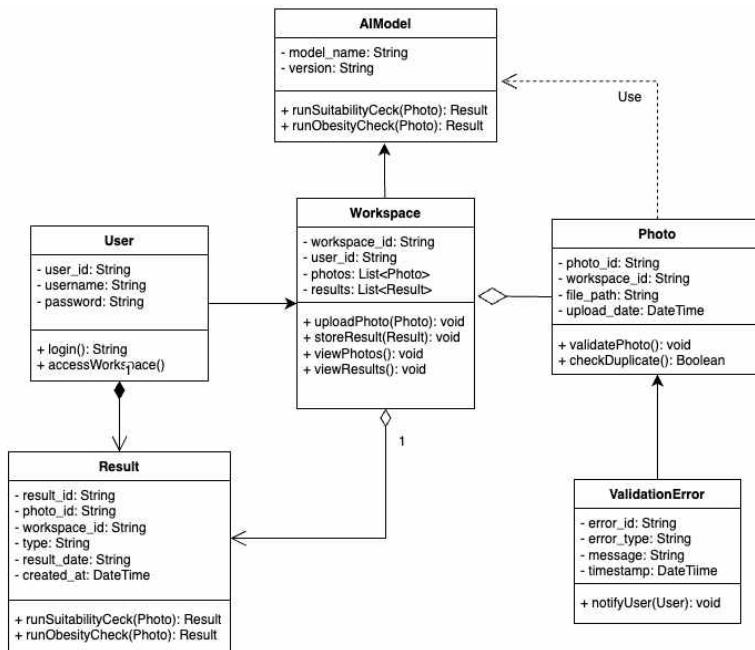 AIModel
- model_name: String
- version: String
+ runSuitabilityCeck(Photo): Result
+ runObesityCheck(Photo): Result
Use
Workspace
- workspace_id: String
- user_id: String
- photos: List<Photo>
- results: List<Result>
+ uploadPhoto(Photo): void
+ storeResult(Result): void
+ viewPhotos(): void
+ viewResults(): void
User
- user_id: String
- username: String
- password: String
+ login(): String
+ accessWorkspace()
1
Photo
- photo_id: String
- workspace_id: String
- file_path: String
- upload_date: DateTime
+ validatePhoto(): void
+ checkDuplicate(): Boolean
1
Result
- result_id: String
- photo_id: String
- workspace_id: String
- type: String
- result_date: String
- created_at: DateTime
+ runSuitabilityCeck(Photo): Result
+ runObesityCheck(Photo): Result
ValidationError
- error_id: String
- error_type: String
- message: String
- timestamp: DateTiime
+ notifyUser(User): void